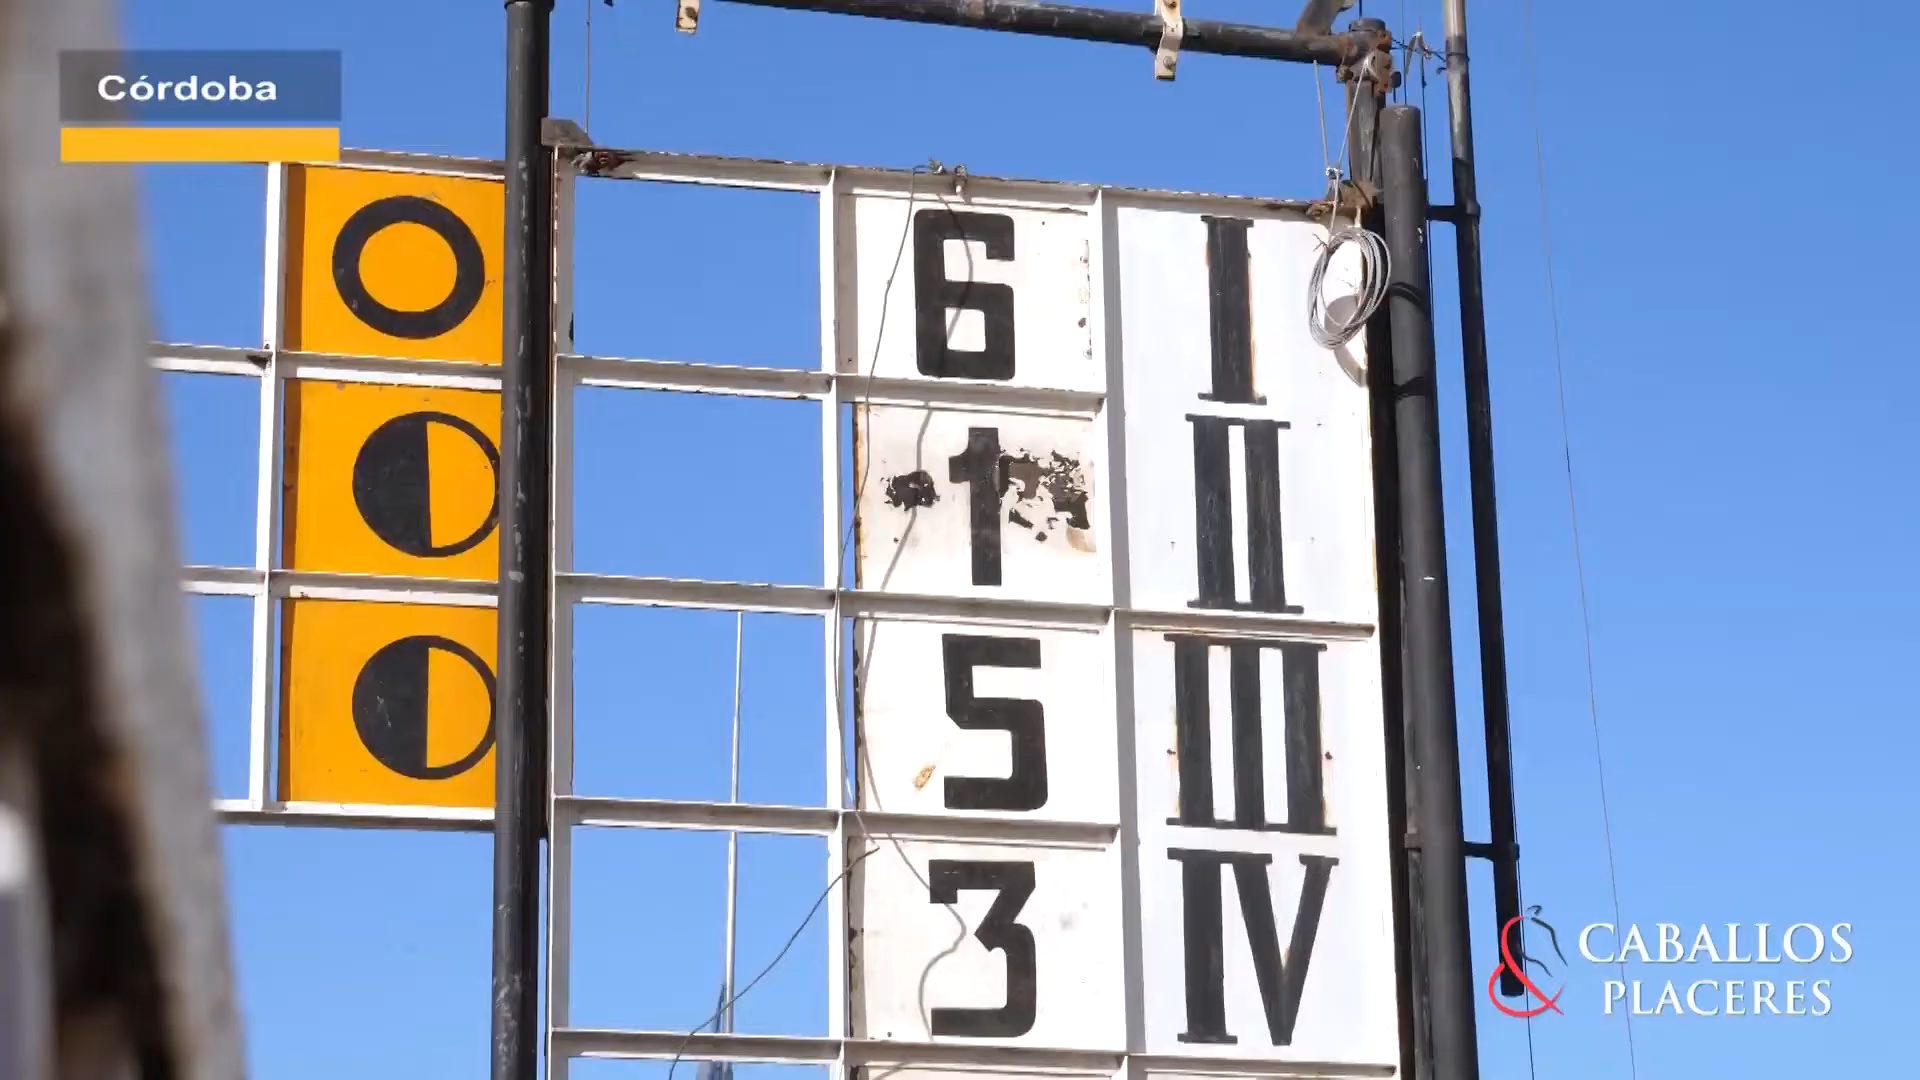 Córdoba
6 I
1 II
5 III
3 IV
CABALLOS
& PLACERES